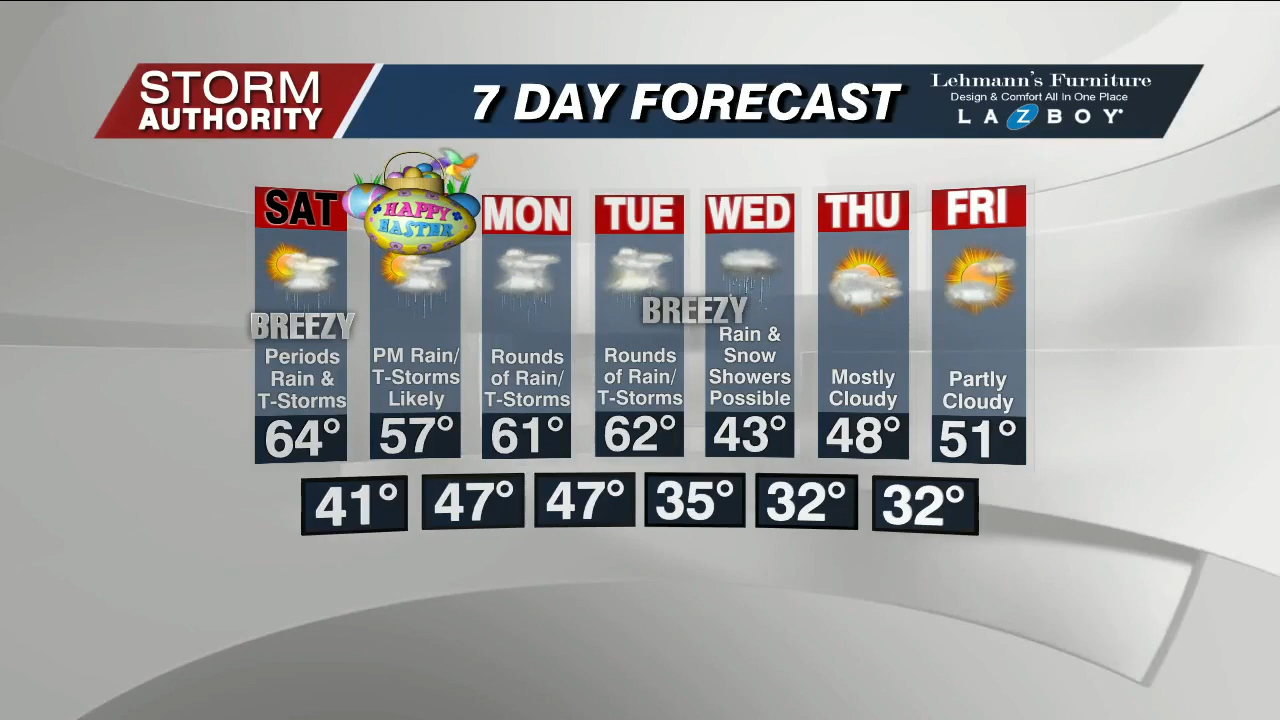 STORM
AUTHORITY
7 DAY FORECAST
Lehmann's Furniture
Design & Comfort All In One Place
LA Z BOY®
SAT
HAPPY
EASTER
MON
TUE
WED
THU
FRI
BREEZY
Periods
Rain &
T-Storms
64°
PM Rain/
T-Storms
Likely
57°
Rounds
of Rain/
T-Storms
61°
Rounds
of Rain/
T-Storms
62°
BREEZY
Rain &
Snow
Showers
Possible
43°
Mostly
Cloudy
48°
Partly
Cloudy
51°
41°
47°
47°
35°
32°
32°